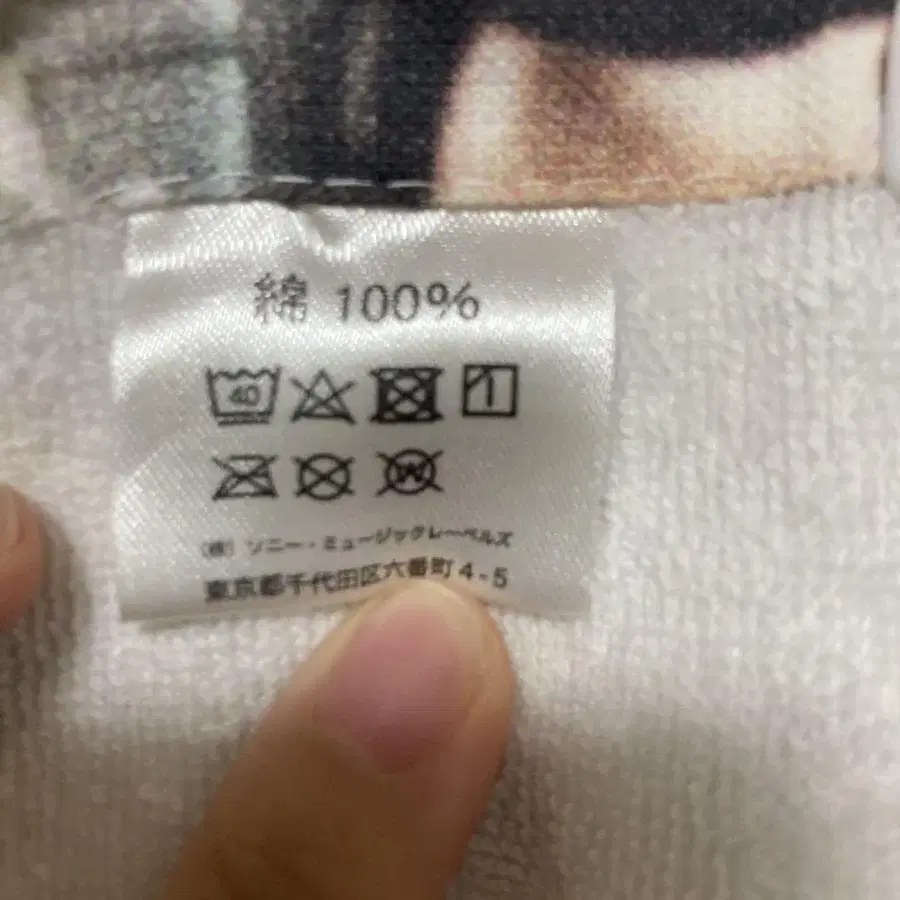 綿 100%
40
W
(株) ソニー・ミュージックレーベルズ
東京都千代田区六番町4-5